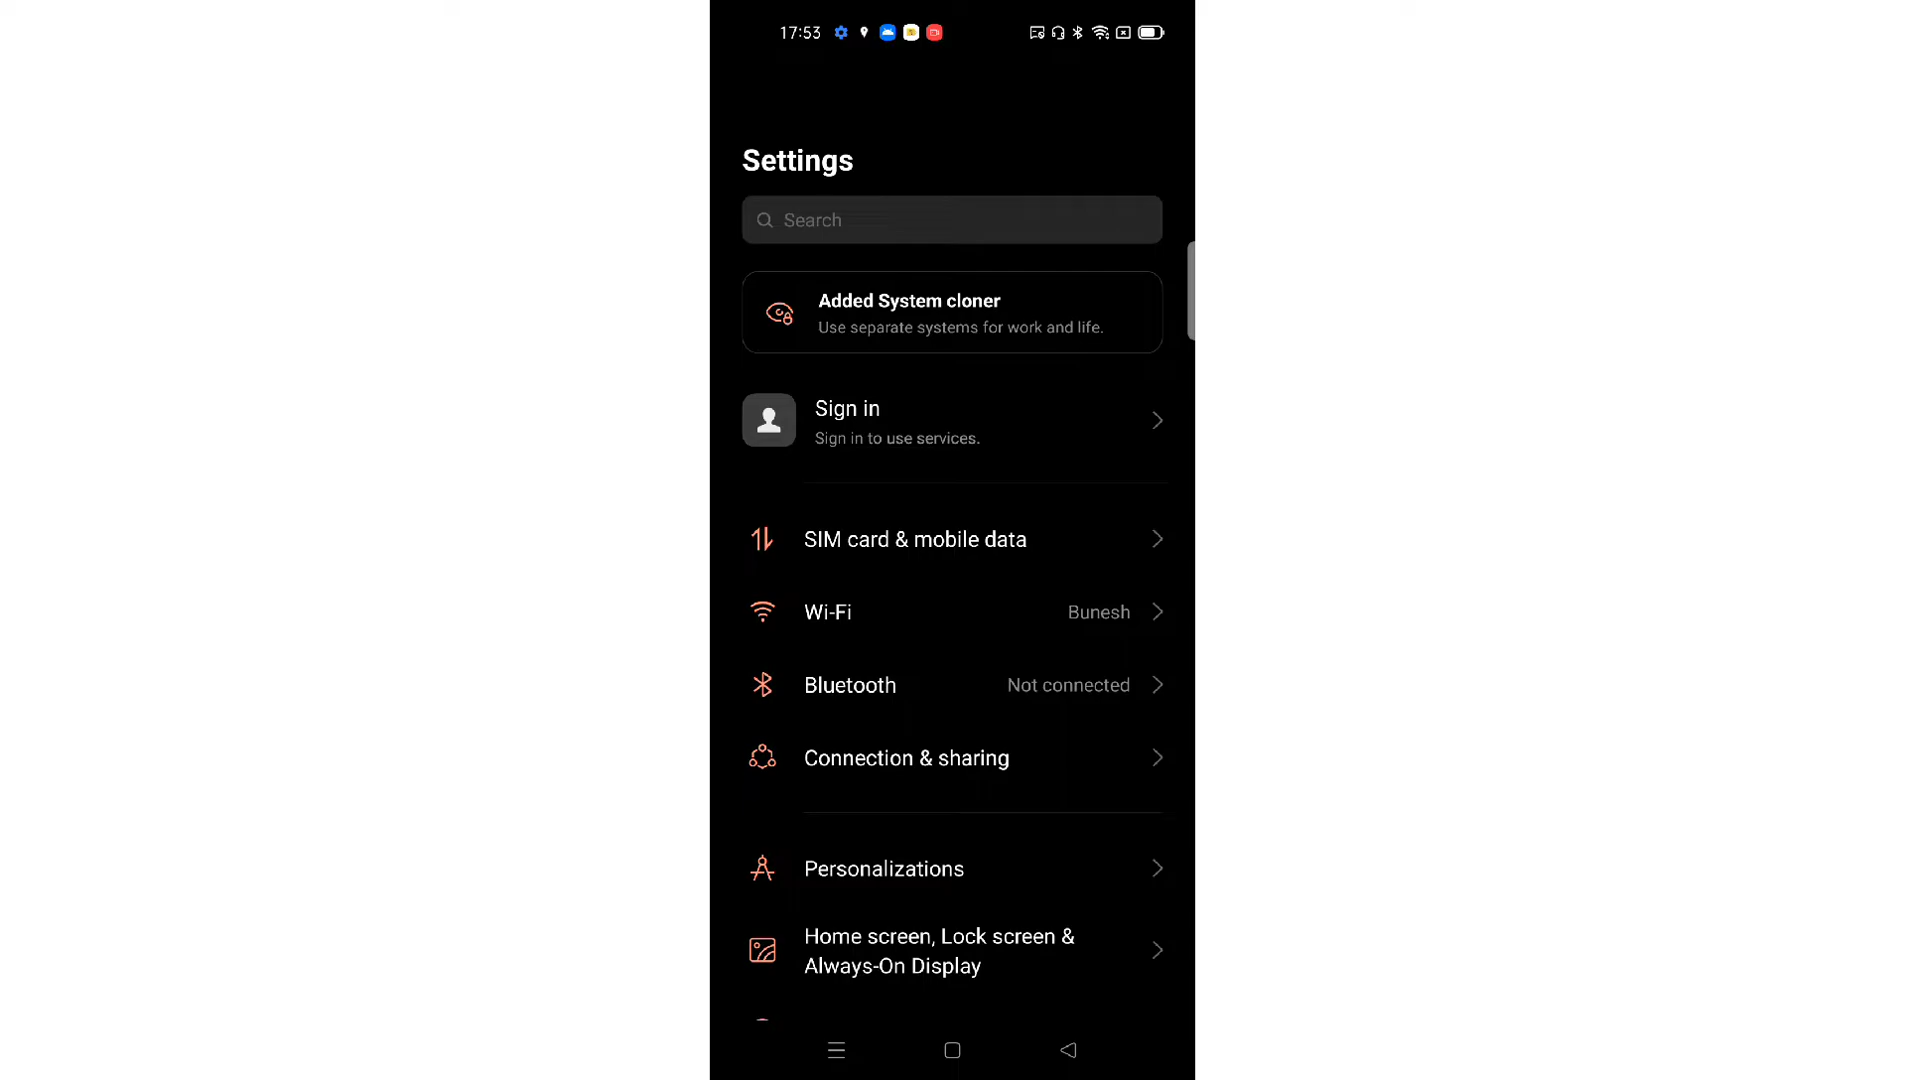 17:53
Settings
Search
Added System cloner
Use separate systems for work and life.
Sign in
Sign in to use services.
SIM card & mobile data
Wi-Fi Bunesh
Bluetooth Not connected
Connection & sharing
Personalizations
Home screen, Lock screen &
Always-On Display